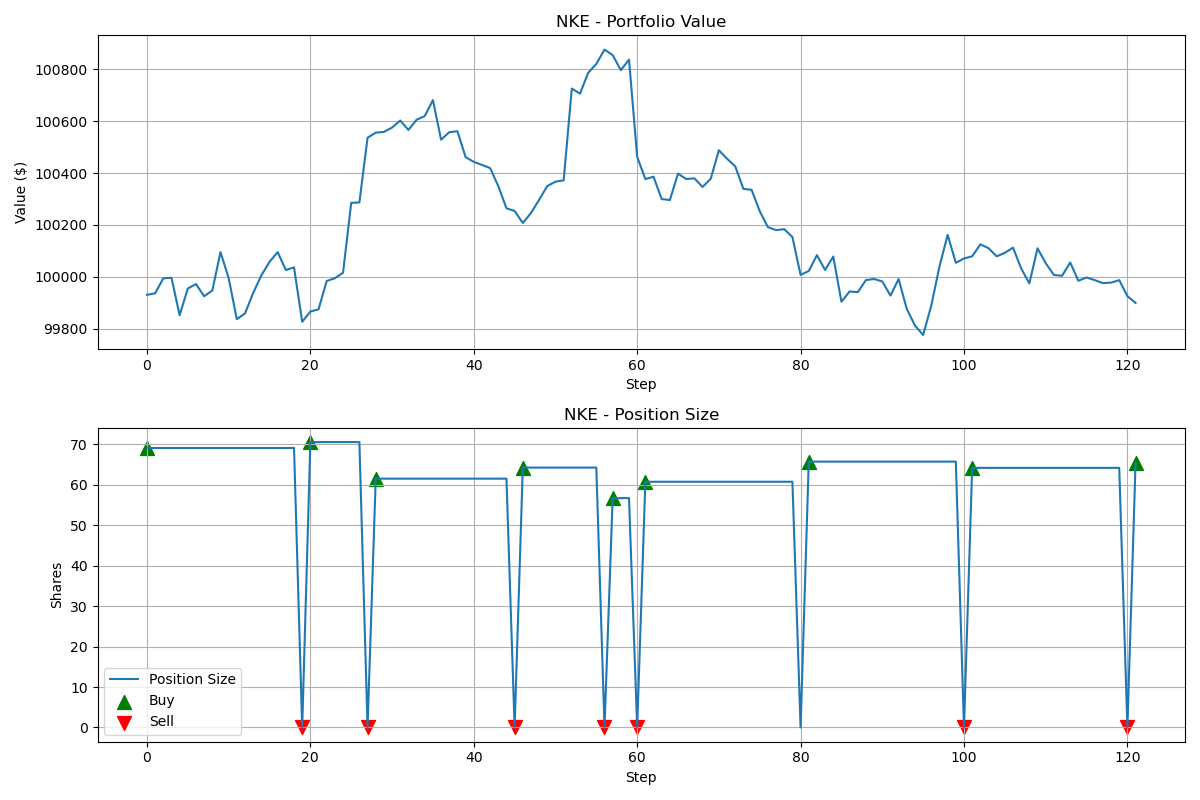 NKE - Portfolio Value
Value ($)
100800
100600
100400
100200
100000
99800
0 20 40 60 80 100 120
Step
NKE - Position Size
Shares
70
60
50
40
30
20
10
0
Position Size
Buy
Sell
0 20 40 60 80 100 120
Step